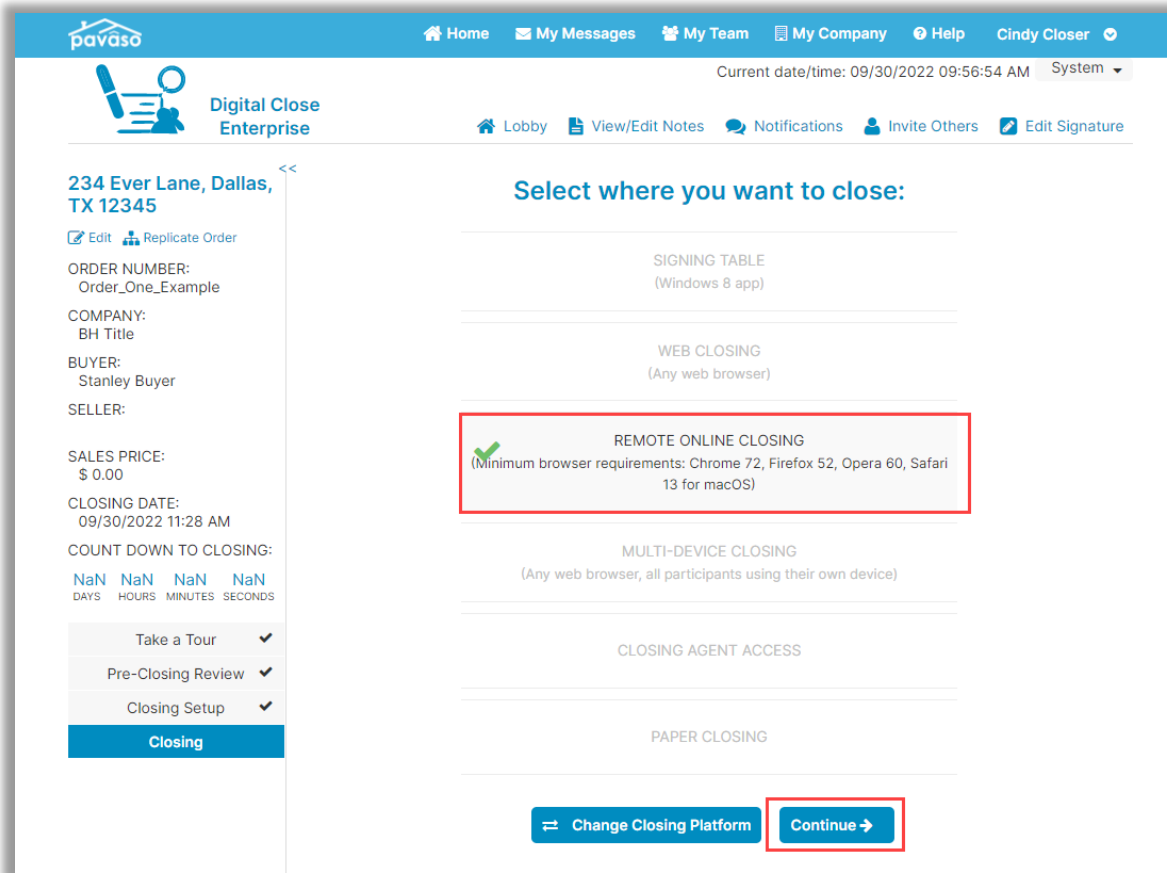 pavaso
Home My Messages My Team My Company Help Cindy Closer
Current date/time: 09/30/2022 09:56:54 AM System
Digital Close
Enterprise
Lobby View/Edit Notes Notifications Invite Others Edit Signature
<<
234 Ever Lane, Dallas,
TX 12345
Edit Replicate Order
ORDER NUMBER:
Order_One_Example
COMPANY:
BH Title
BUYER:
Stanley Buyer
SELLER:
SALES PRICE:
$ 0.00
CLOSING DATE:
09/30/2022 11:28 AM
COUNT DOWN TO CLOSING:
NaN NaN NaN NaN
DAYS HOURS MINUTES SECONDS
Take a Tour
Pre-Closing Review
Closing Setup
Closing
Select where you want to close:
SIGNING TABLE
(Windows 8 app)
WEB CLOSING
(Any web browser)
REMOTE ONLINE CLOSING
(Minimum browser requirements: Chrome 72, Firefox 52, Opera 60, Safari
13 for macOS)
MULTI-DEVICE CLOSING
(Any web browser, all participants using their own device)
CLOSING AGENT ACCESS
PAPER CLOSING
Change Closing Platform Continue